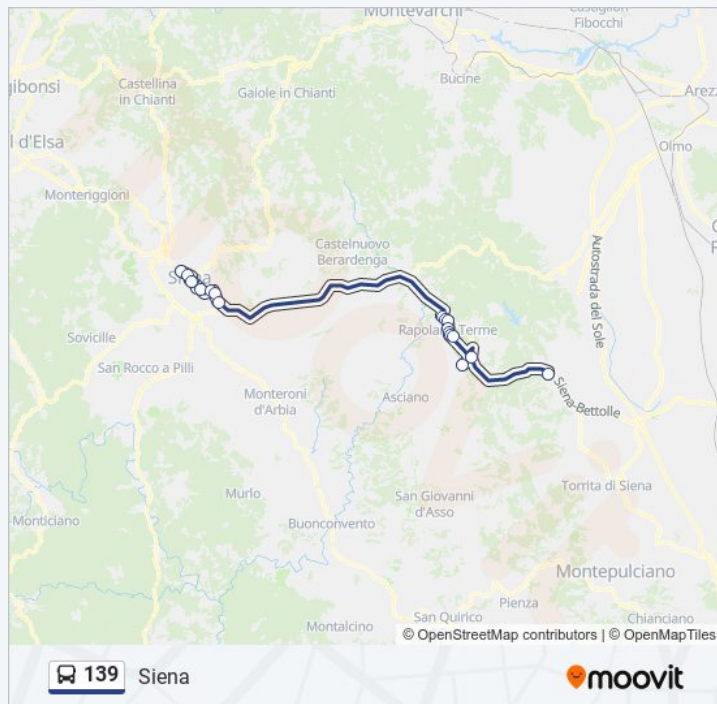 Montevarchi
Castiglion
Fibocchi
Castellina
in Chianti
gibonsi
Gaiole in Chianti
Bucine
Arezz
l d'Elsa
Olmo
Monteriggioni
Castelnuovo
Berardenga
Siena
Autostrada del Sole
Sovicille
Rapolano Terme
San Rocco a Pilli
Monteroni
d'Arbia
Asciano
Siena-Bettolle
Murlo
San Giovanni
d'Asso
Torrita di Siena
Monticiano
Buonconvento
Montepulciano
Pienza
Montalcino
San Quirico
Chianciano
© OpenStreetMap contributors | © OpenMapTiles
139 Siena
moovit